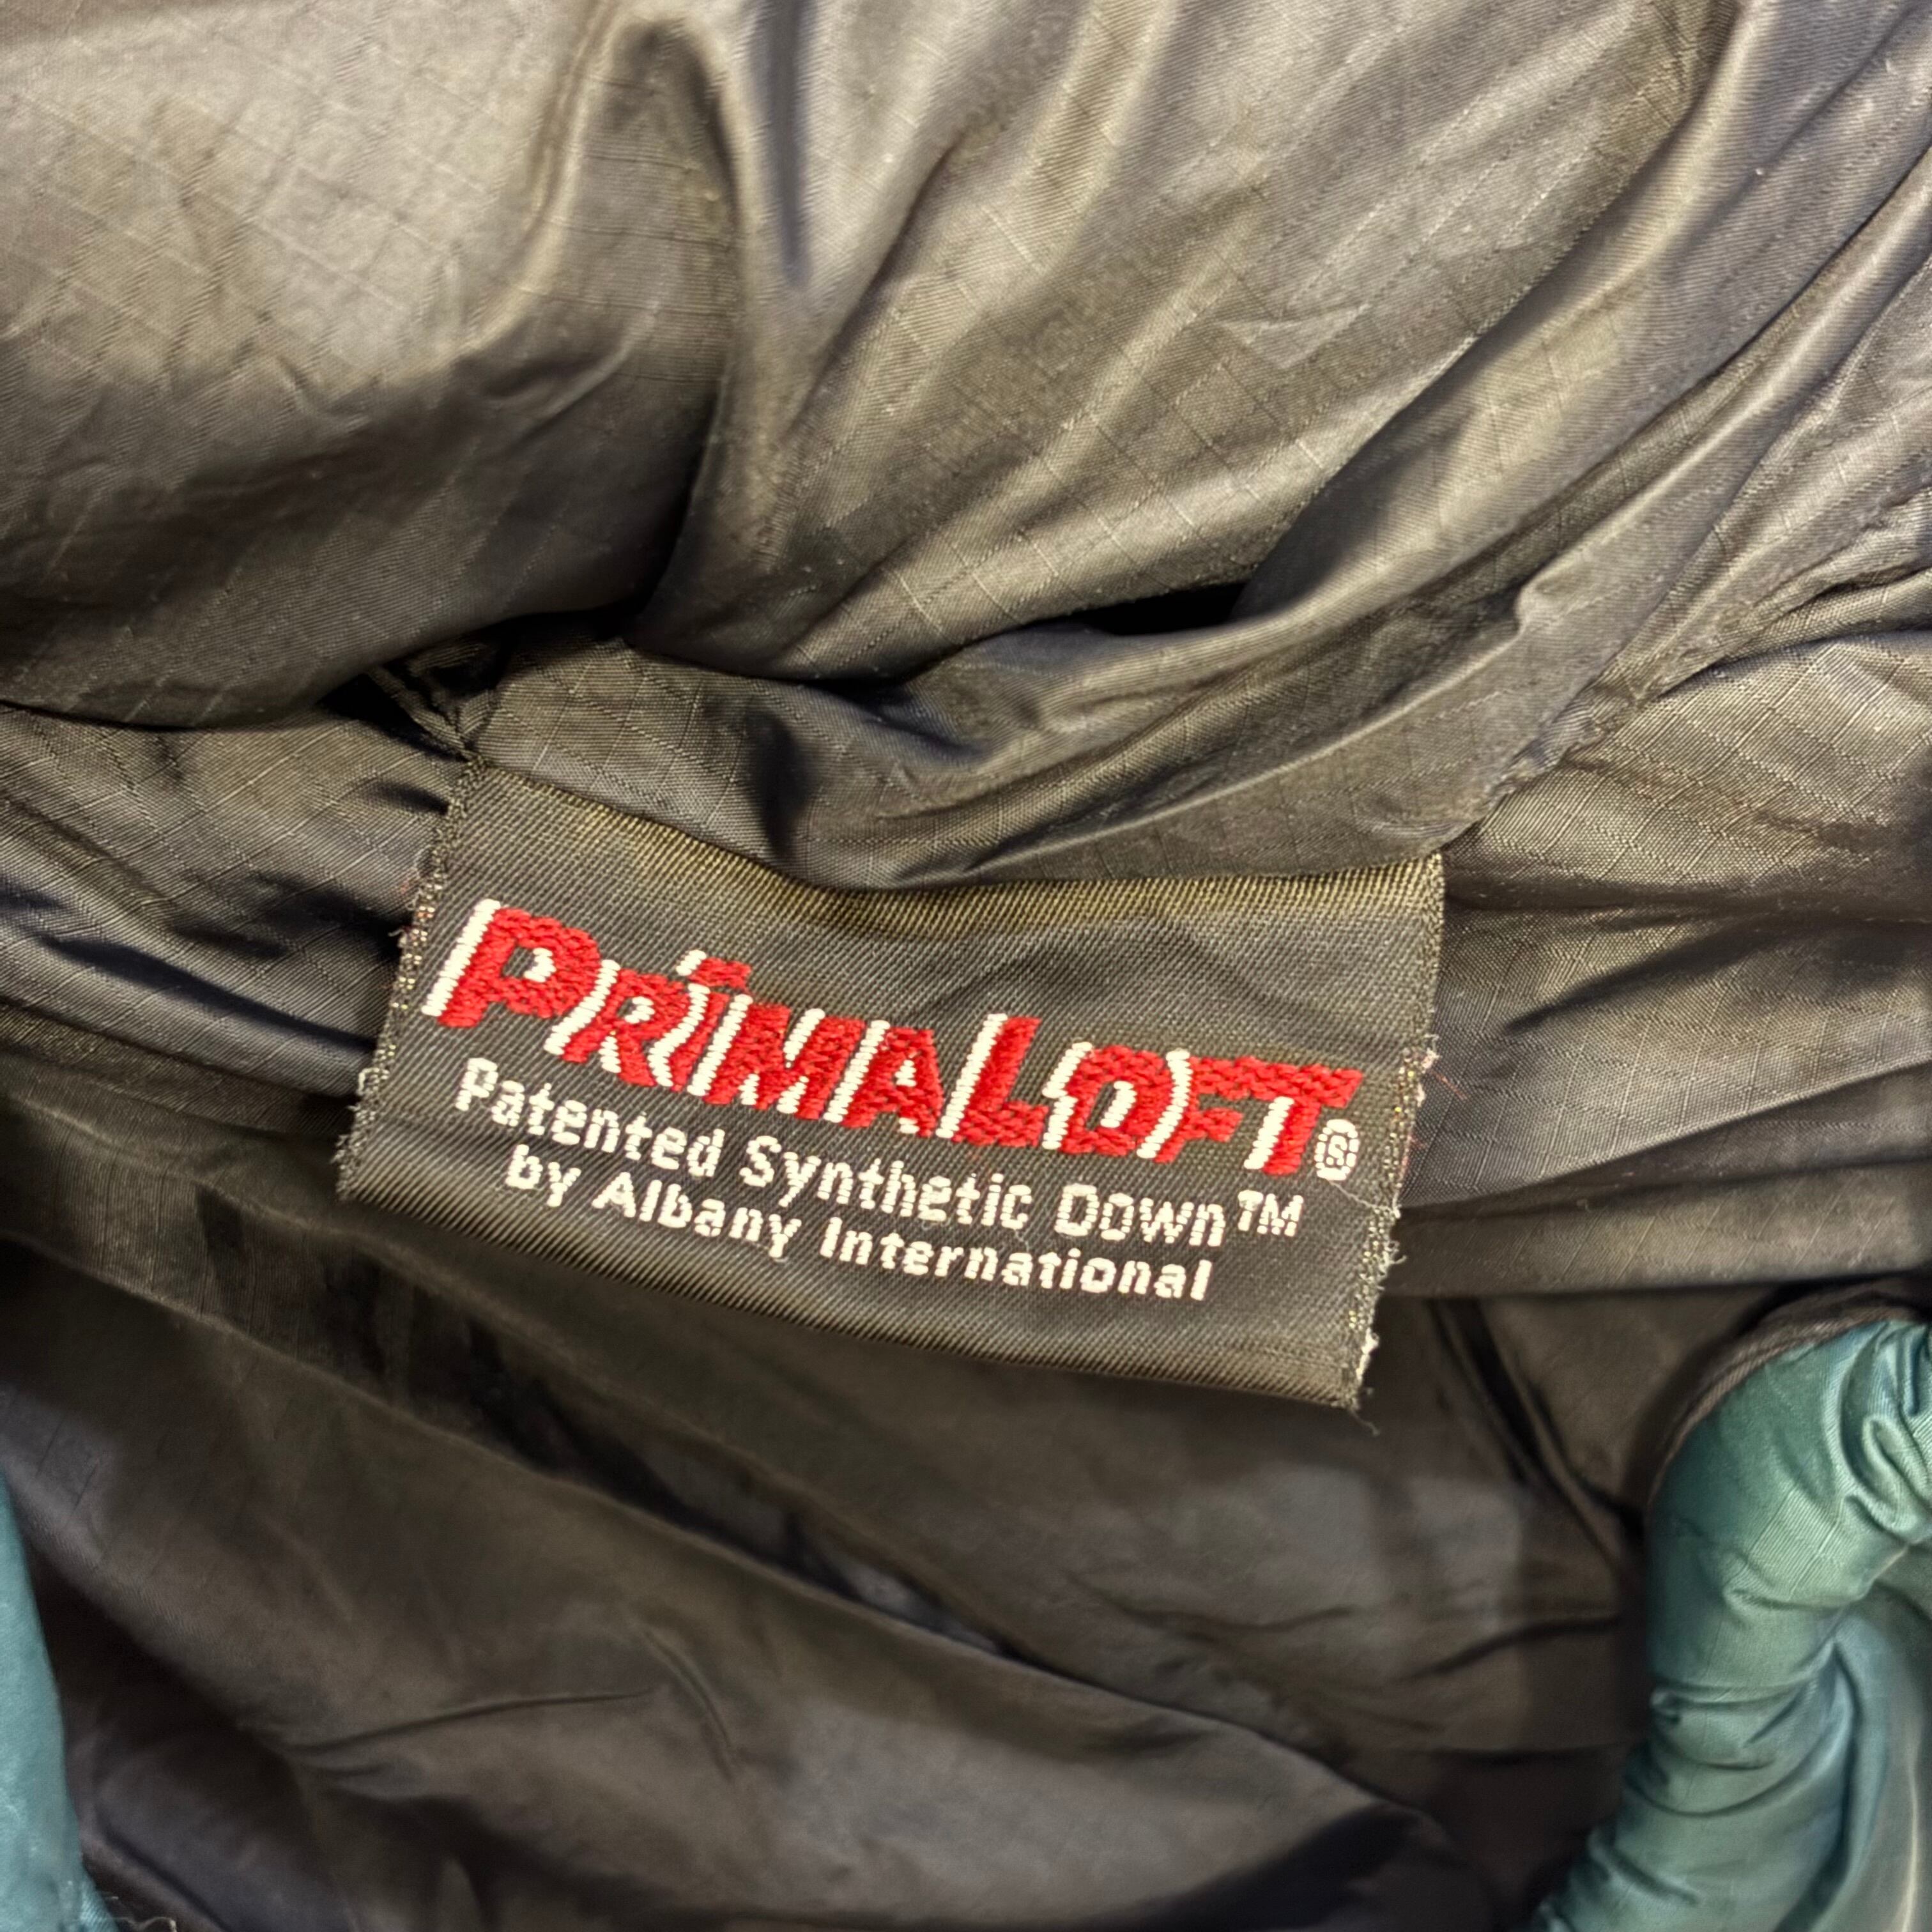 PRIMALOFT®
Patented Synthetic Down™
by Albany International